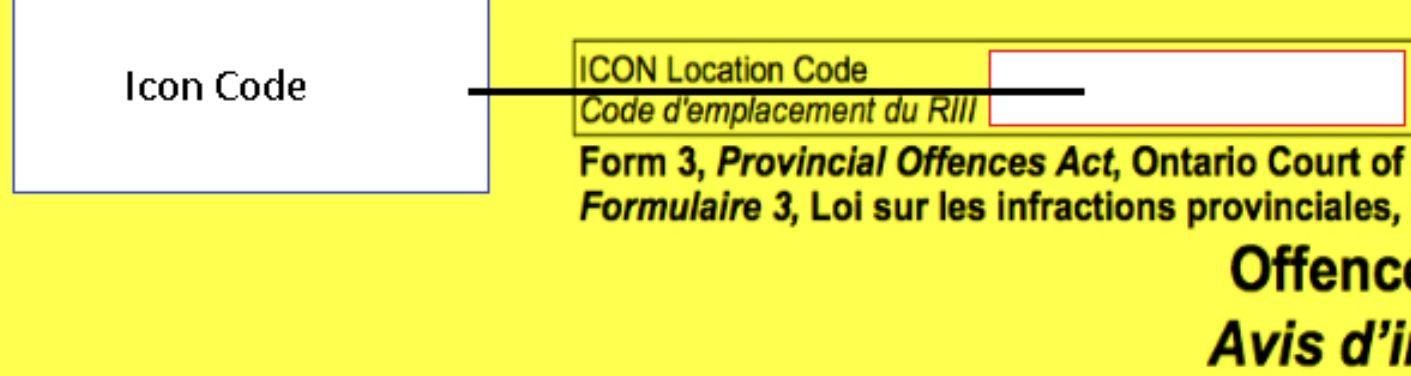 Icon Code
ICON Location Code
Code d'emplacement du RIII
Form 3, Provincial Offences Act, Ontario Court of
Formulaire 3, Loi sur les infractions provinciales,
Offence
Avis d'i